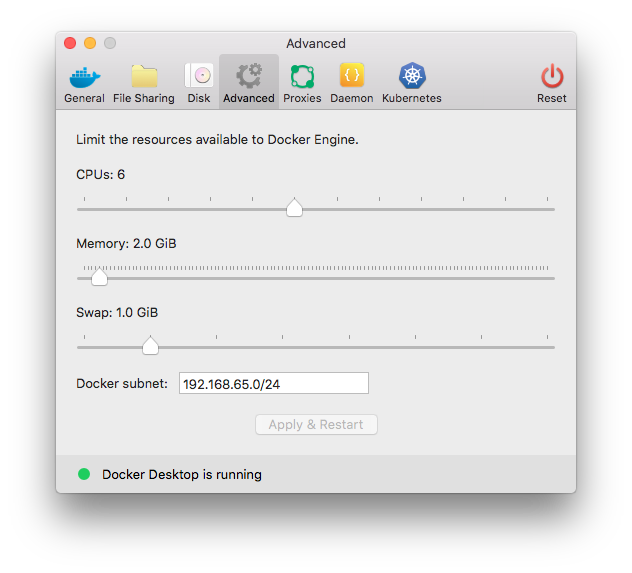 Advanced
General File Sharing Disk Advanced Proxies Daemon Kubernetes Reset
Limit the resources available to Docker Engine.
CPUs: 6
Memory: 2.0 GiB
Swap: 1.0 GiB
Docker subnet: 192.168.65.0/24
Apply & Restart
Docker Desktop is running